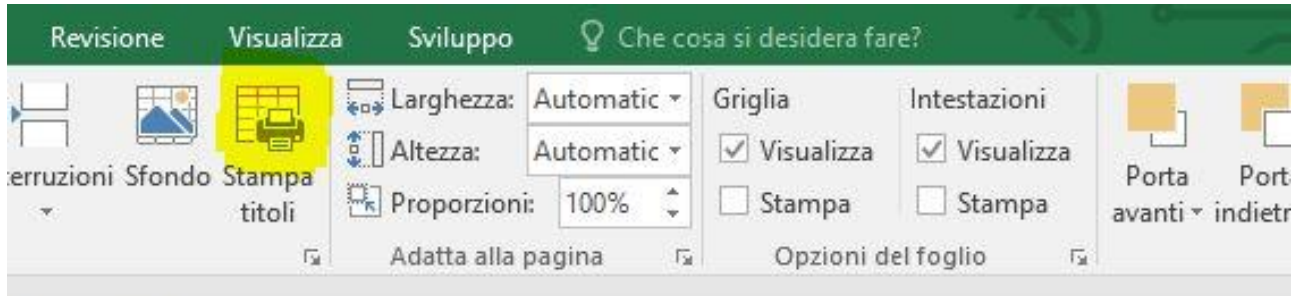 Revisione Visualizza Sviluppo Che cosa si desidera fare?
Larghezza: Automatic Griglia Intestazioni
Altezza: Automatic Visualizza Visualizza
erruzioni Sfondo Stampa titoli
Proporzioni: 100% Stampa Stampa
Porta avanti Port indietr
Adatta alla pagina Opzioni del foglio